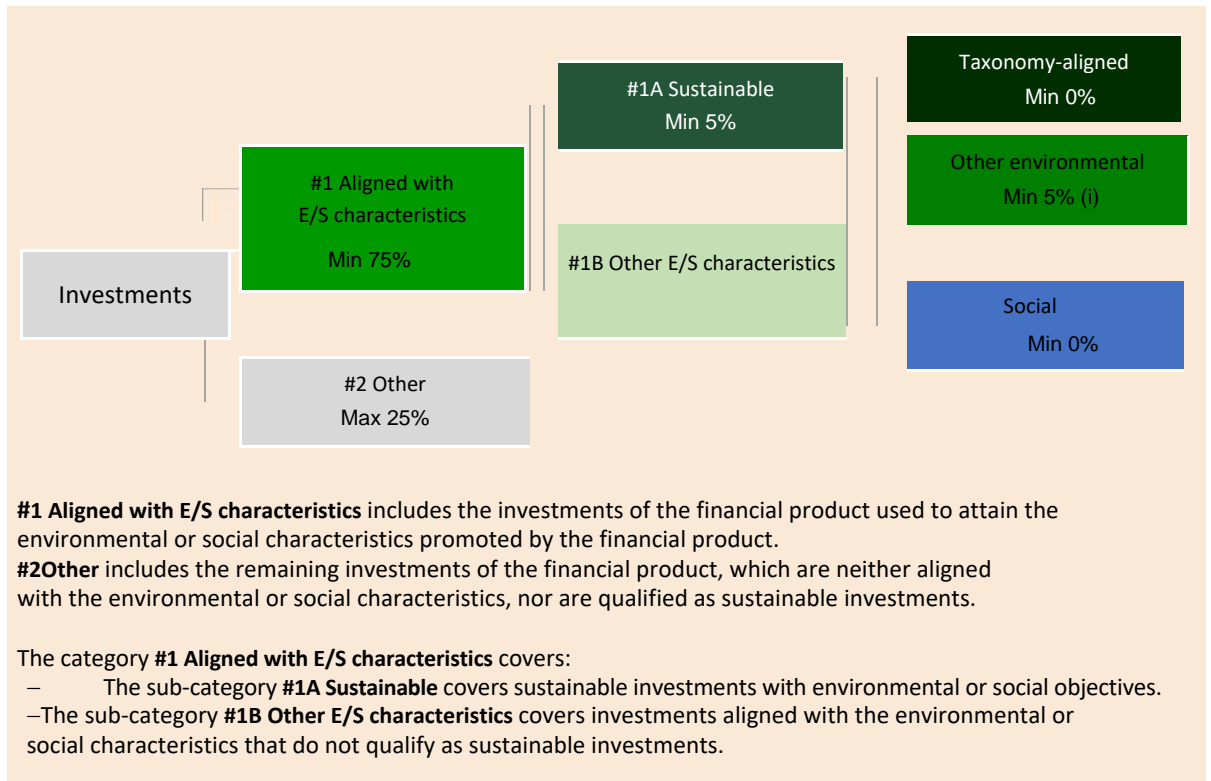 Taxonomy-aligned
Min 0%
#1A Sustainable
Min 5%
Other environmental
Min 5% (i)
#1 Aligned with
E/S characteristics
Min 75%
#1B Other E/S characteristics
Investments
Social
Min 0%
#2 Other
Max 25%
#1 Aligned with E/S characteristics includes the investments of the financial product used to attain the
environmental or social characteristics promoted by the financial product.
#2Other includes the remaining investments of the financial product, which are neither aligned
with the environmental or social characteristics, nor are qualified as sustainable investments.
The category #1 Aligned with E/S characteristics covers:
– The sub-category #1A Sustainable covers sustainable investments with environmental or social objectives.
–The sub-category #1B Other E/S characteristics covers investments aligned with the environmental or
social characteristics that do not qualify as sustainable investments.